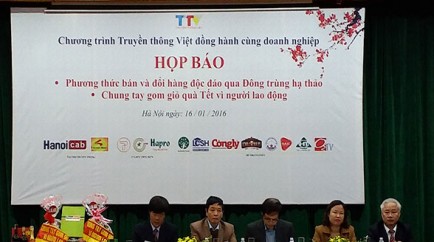 TTV
Chương trình Truyền thông Việt đồng hành cùng doanh nghiệp
HỌP BÁO
• Phương thức bán và đổi hàng độc đáo qua Đông trùng hạ thảo
• Chung tay gom giỏ quà Tết vì người lao động
Hà Nội ngày: 16 / 01 / 2016
Hanoicab
Hapro
Congly